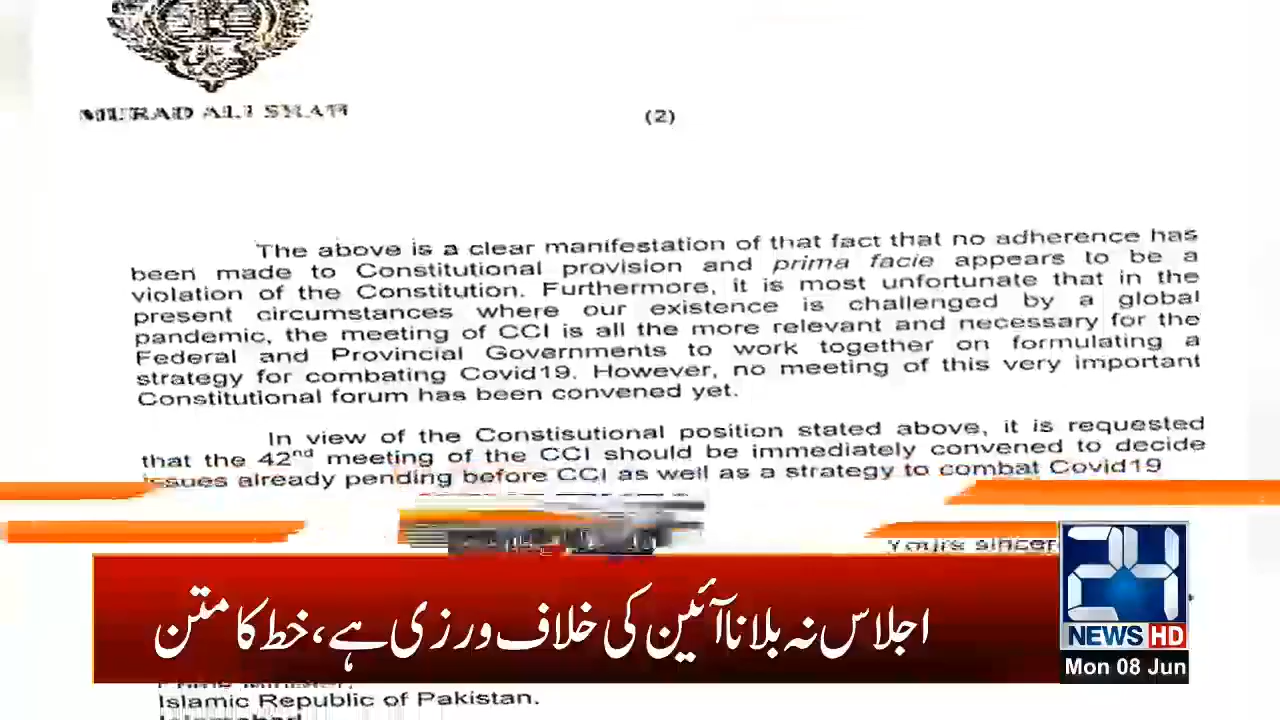 MURAD ALI SHAH
(2)
The above is a clear manifestation of that fact that no adherence has
been made to Constitutional provision and prima facie appears to be a
violation of the Constitution. Furthermore, it is most unfortunate that in the
present circumstances where our existence is challenged by a global
pandemic, the meeting of CCI is all the more relevant and necessary for the
Federal and Provincial Governments to work together on formulating a
strategy for combating Covid19. However, no meeting of this very important
Constitutional forum has been convened yet.
In view of the Constisutional position stated above, it is requested
that the 42nd meeting of the CCI should be immediately convened to decide
issues already pending before CCI as well as a strategy to combat Covid19
Yours sincer
24
NEWS HD
Mon 08 Jun
اجلاس نہ بلانا آئین کی خلاف ورزی ہے، خط کا متن
Prime Minister,
Islamic Republic of Pakistan.
Islamabad